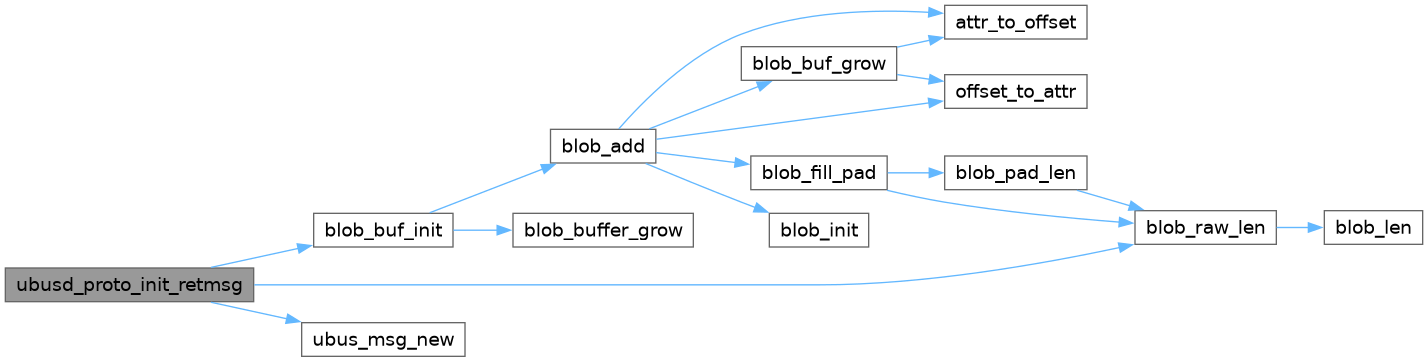 attr_to_offset
blob_buf_grow
offset_to_attr
blob_add
blob_fill_pad
blob_pad_len
blob_buf_init
blob_buffer_grow
blob_init
blob_raw_len
blob_len
ubusd_proto_init_retmsg
ubus_msg_new